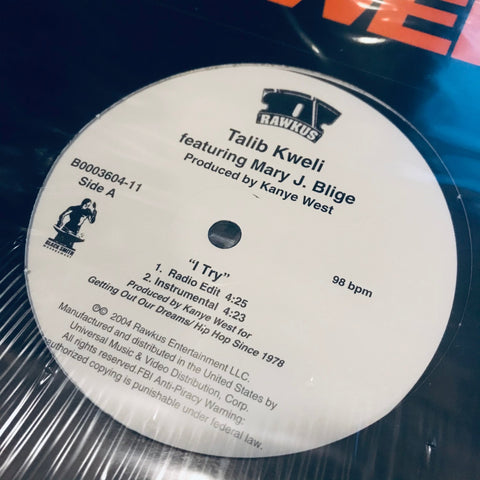 RAWKUS
Talib Kweli
featuring Mary J. Blige
Produced by Kanye West
B0003604-11
Side A
BLACK SMITH
"I Try"
1. Radio Edit 4:25
2. Instrumental 4:23
98 bpm
Produced by Kanye West for
Getting Out Our Dreams/ Hip Hop Since 1978
℗© 2004 Rawkus Entertainment LLC.
Manufactured and distributed in the United States by
Universal Music & Video Distribution, Corp.
All rights reserved.FBI Anti-Piracy Warning:
authorized copying is punishable under federal law.